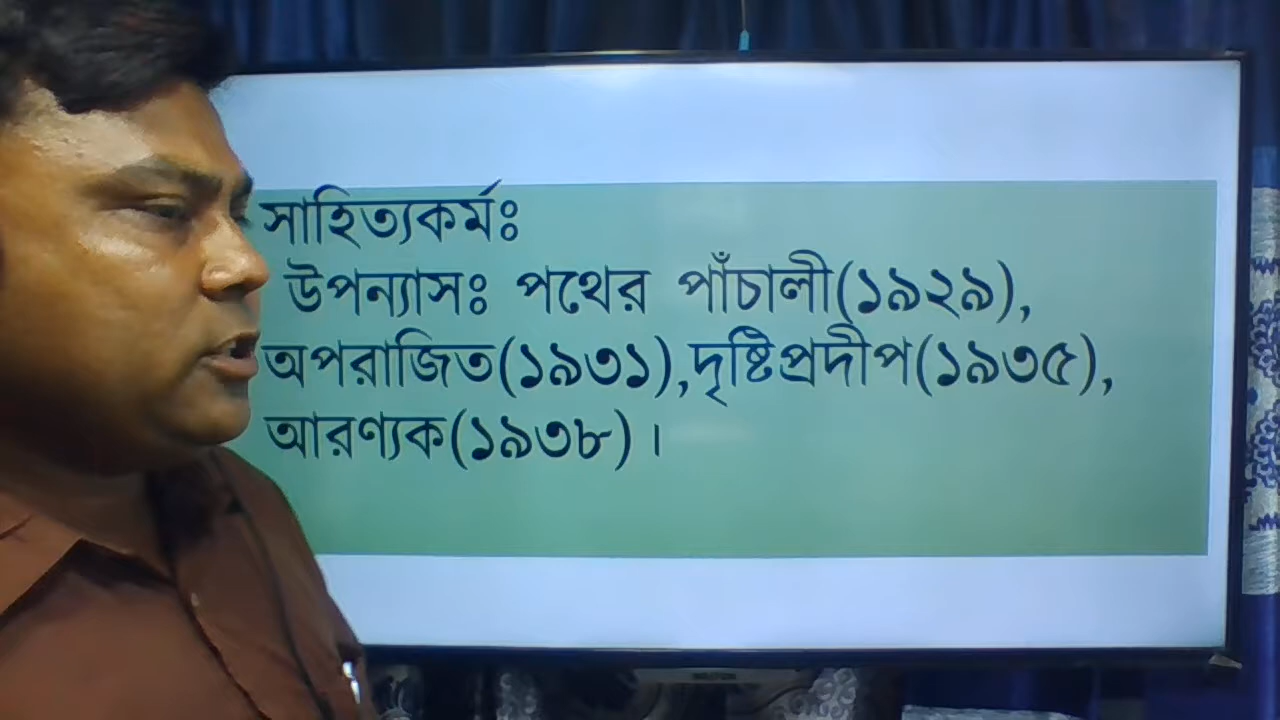 সাহিত্যকর্মঃ
উপন্যাসঃ পথের পাঁচালী(১৯২৯),
অপরাজিত(১৯৩১),দৃষ্টিপ্রদীপ(১৯৩৫),
আরণ্যক(১৯৩৮)।